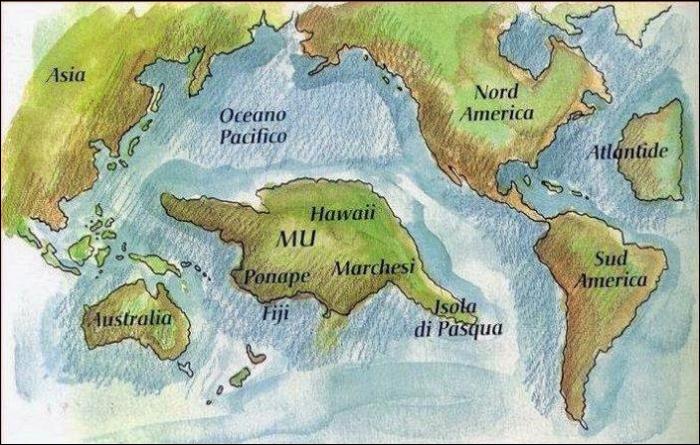 Asia
Oceano
Pacifico
Nord
America
Atlantide
Hawaii
MU
Ponape
Marchesi
Fiji
Isola
di Pasqua
Australia
Sud
America